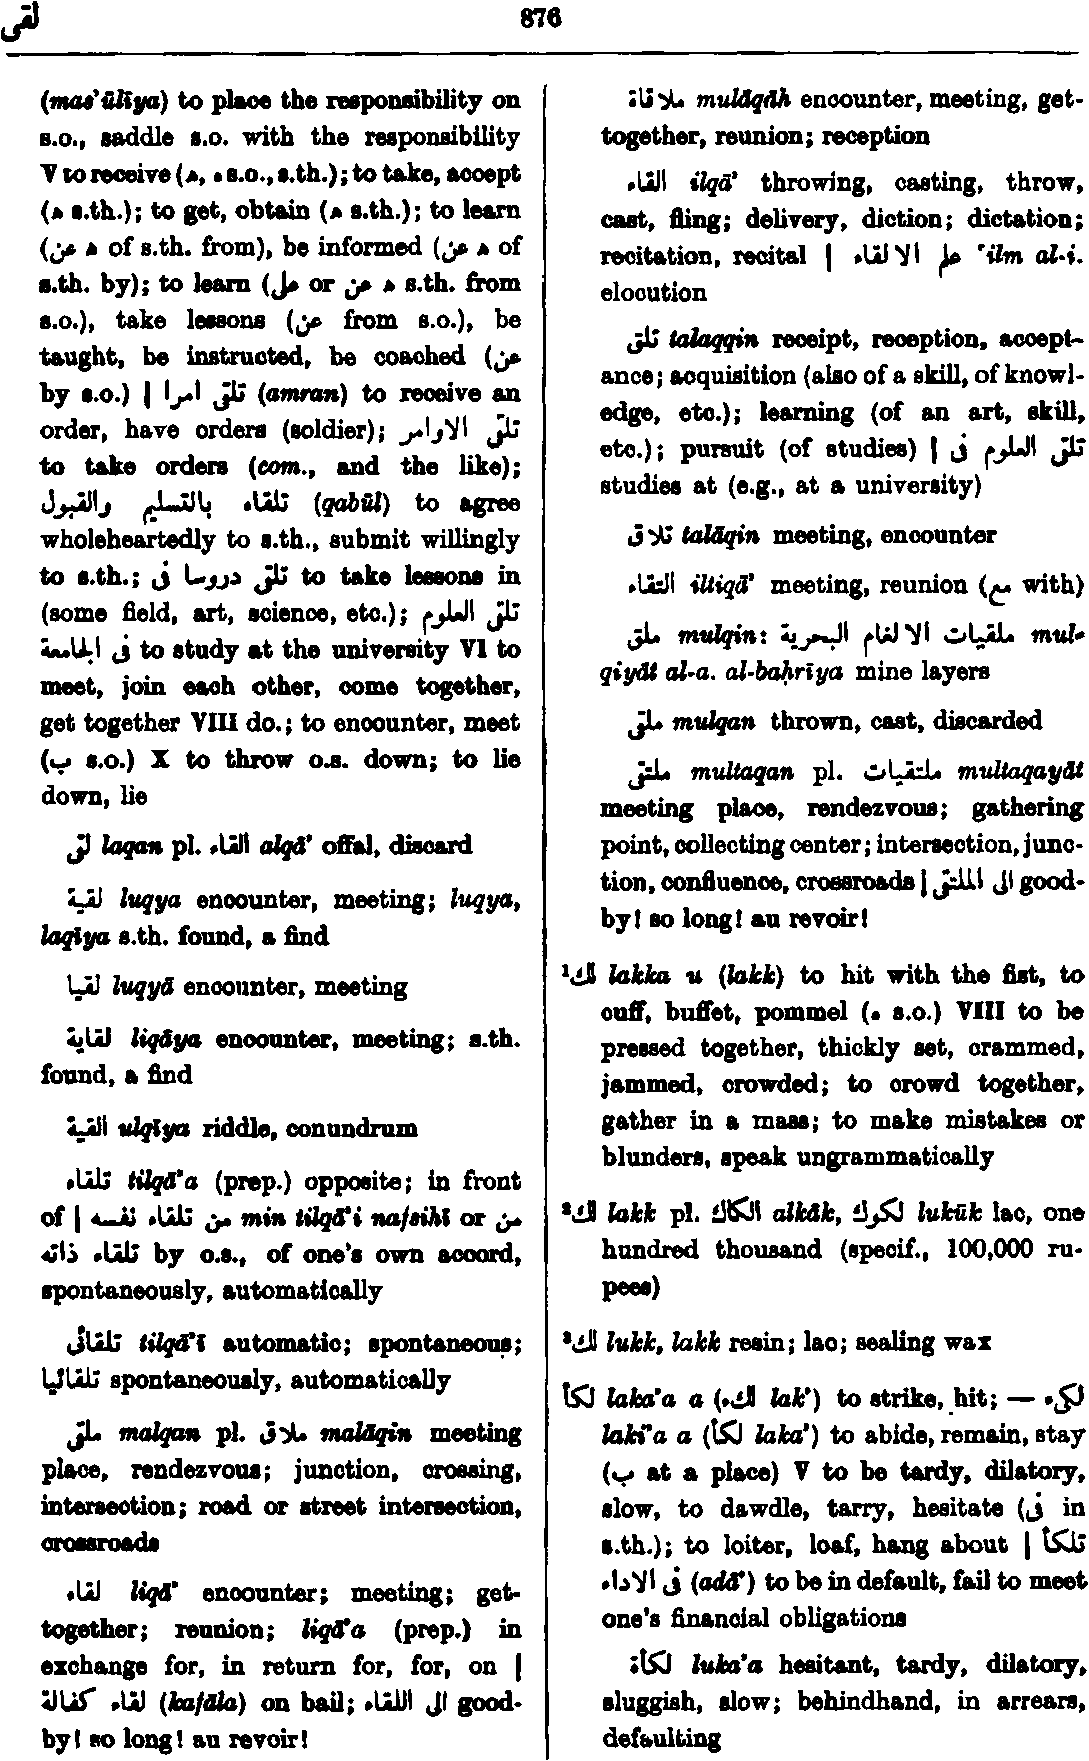 لقى
876
(mas'ūlīya) to place the responsibility on
s.o., saddle s.o. with the responsibility
V to receive (ه, ه s.o., s.th.); to take, accept
(ه s.th.); to get, obtain (ه s.th.); to learn
(ه عن of s.th. from), be informed (ه عن of
s.th. by); to learn (على or ه عن s.th. from
s.o.), take lessons (عن from s.o.), be
taught, be instructed, be coached (عن
by s.o.) | تلقى امرا (amran) to receive an
order, have orders (soldier); تلقى الاوامر
to take orders (com., and the like);
تلقاه بالتسليم والقبول (qabūl) to agree
wholeheartedly to s.th., submit willingly
to s.th.; تلقى دروسا فى to take lessons in
(some field, art, science, etc.); تلقى العلوم
فى الجامعة to study at the university VI to
meet, join each other, come together,
get together VIII do.; to encounter, meet
(ب s.o.) X to throw o.s. down; to lie
down, lie
لقى laqan pl. القاء alqā' offal, discard
لقية luqya encounter, meeting; luqya,
laqīya s.th. found, a find
لقيا luqyā encounter, meeting
لقاية liqāya encounter, meeting; s.th.
found, a find
القية ulqīya riddle, conundrum
تلقاء tilqā'a (prep.) opposite; in front
of | من تلقاء نفسه min tilqā'i nafsihī or من
تلقاء ذاته by o.s., of one's own accord,
spontaneously, automatically
تلقائى tilqā'ī automatic; spontaneous;
تلقائيا spontaneously, automatically
ملقى malqan pl. ملاق malāqin meeting
place, rendezvous; junction, crossing,
intersection; road or street intersection,
crossroads
لقاء liqā' encounter; meeting; get-
together; reunion; liqā'a (prep.) in
exchange for, in return for, for, on |
لقاء كفالة (kafāla) on bail; الى اللقاء good-
by! so long! au revoir!
ملاقاة mulāqāh encounter, meeting, get-
together, reunion; reception
القاء ilqā' throwing, casting, throw,
cast, fling; delivery, diction; dictation;
recitation, recital | علم الالقاء 'ilm al-i.
elocution
تلق talaqqin receipt, reception, accept-
ance; acquisition (also of a skill, of knowl-
edge, etc.); learning (of an art, skill,
etc.); pursuit (of studies) | تلقى العلوم فى
studies at (e.g., at a university)
تلاق talāqin meeting, encounter
التقاء iltiqā' meeting, reunion (مع with)
ملق mulqin: ملقيات الالغام البحرية mul-
qiyāt al-a. al-baḥrīya mine layers
ملقى mulqan thrown, cast, discarded
ملتقى multaqan pl. ملتقيات multaqayāt
meeting place, rendezvous; gathering
point, collecting center; intersection, junc-
tion, confluence, crossroads | الى الملتقى good-
by! so long! au revoir!
¹لك lakka u (lakk) to hit with the fist, to
cuff, buffet, pommel (ه s.o.) VIII to be
pressed together, thickly set, crammed,
jammed, crowded; to crowd together,
gather in a mass; to make mistakes or
blunders, speak ungrammatically
²لك lakk pl. الكاك alkāk, لكوك lukūk lac, one
hundred thousand (specif., 100,000 ru-
pees)
³لك lukk, lakk resin; lac; sealing wax
لكأ laka'a a (لكء lak') to strike, hit; — لكئ
laki'a a (لكأ laka') to abide, remain, stay
(ب at a place) V to be tardy, dilatory,
slow, to dawdle, tarry, hesitate (فى in
s.th.); to loiter, loaf, hang about | تلكأ
فى الاداء (adā') to be in default, fail to meet
one's financial obligations
لكأة luka'a hesitant, tardy, dilatory,
sluggish, slow; behindhand, in arrears,
defaulting